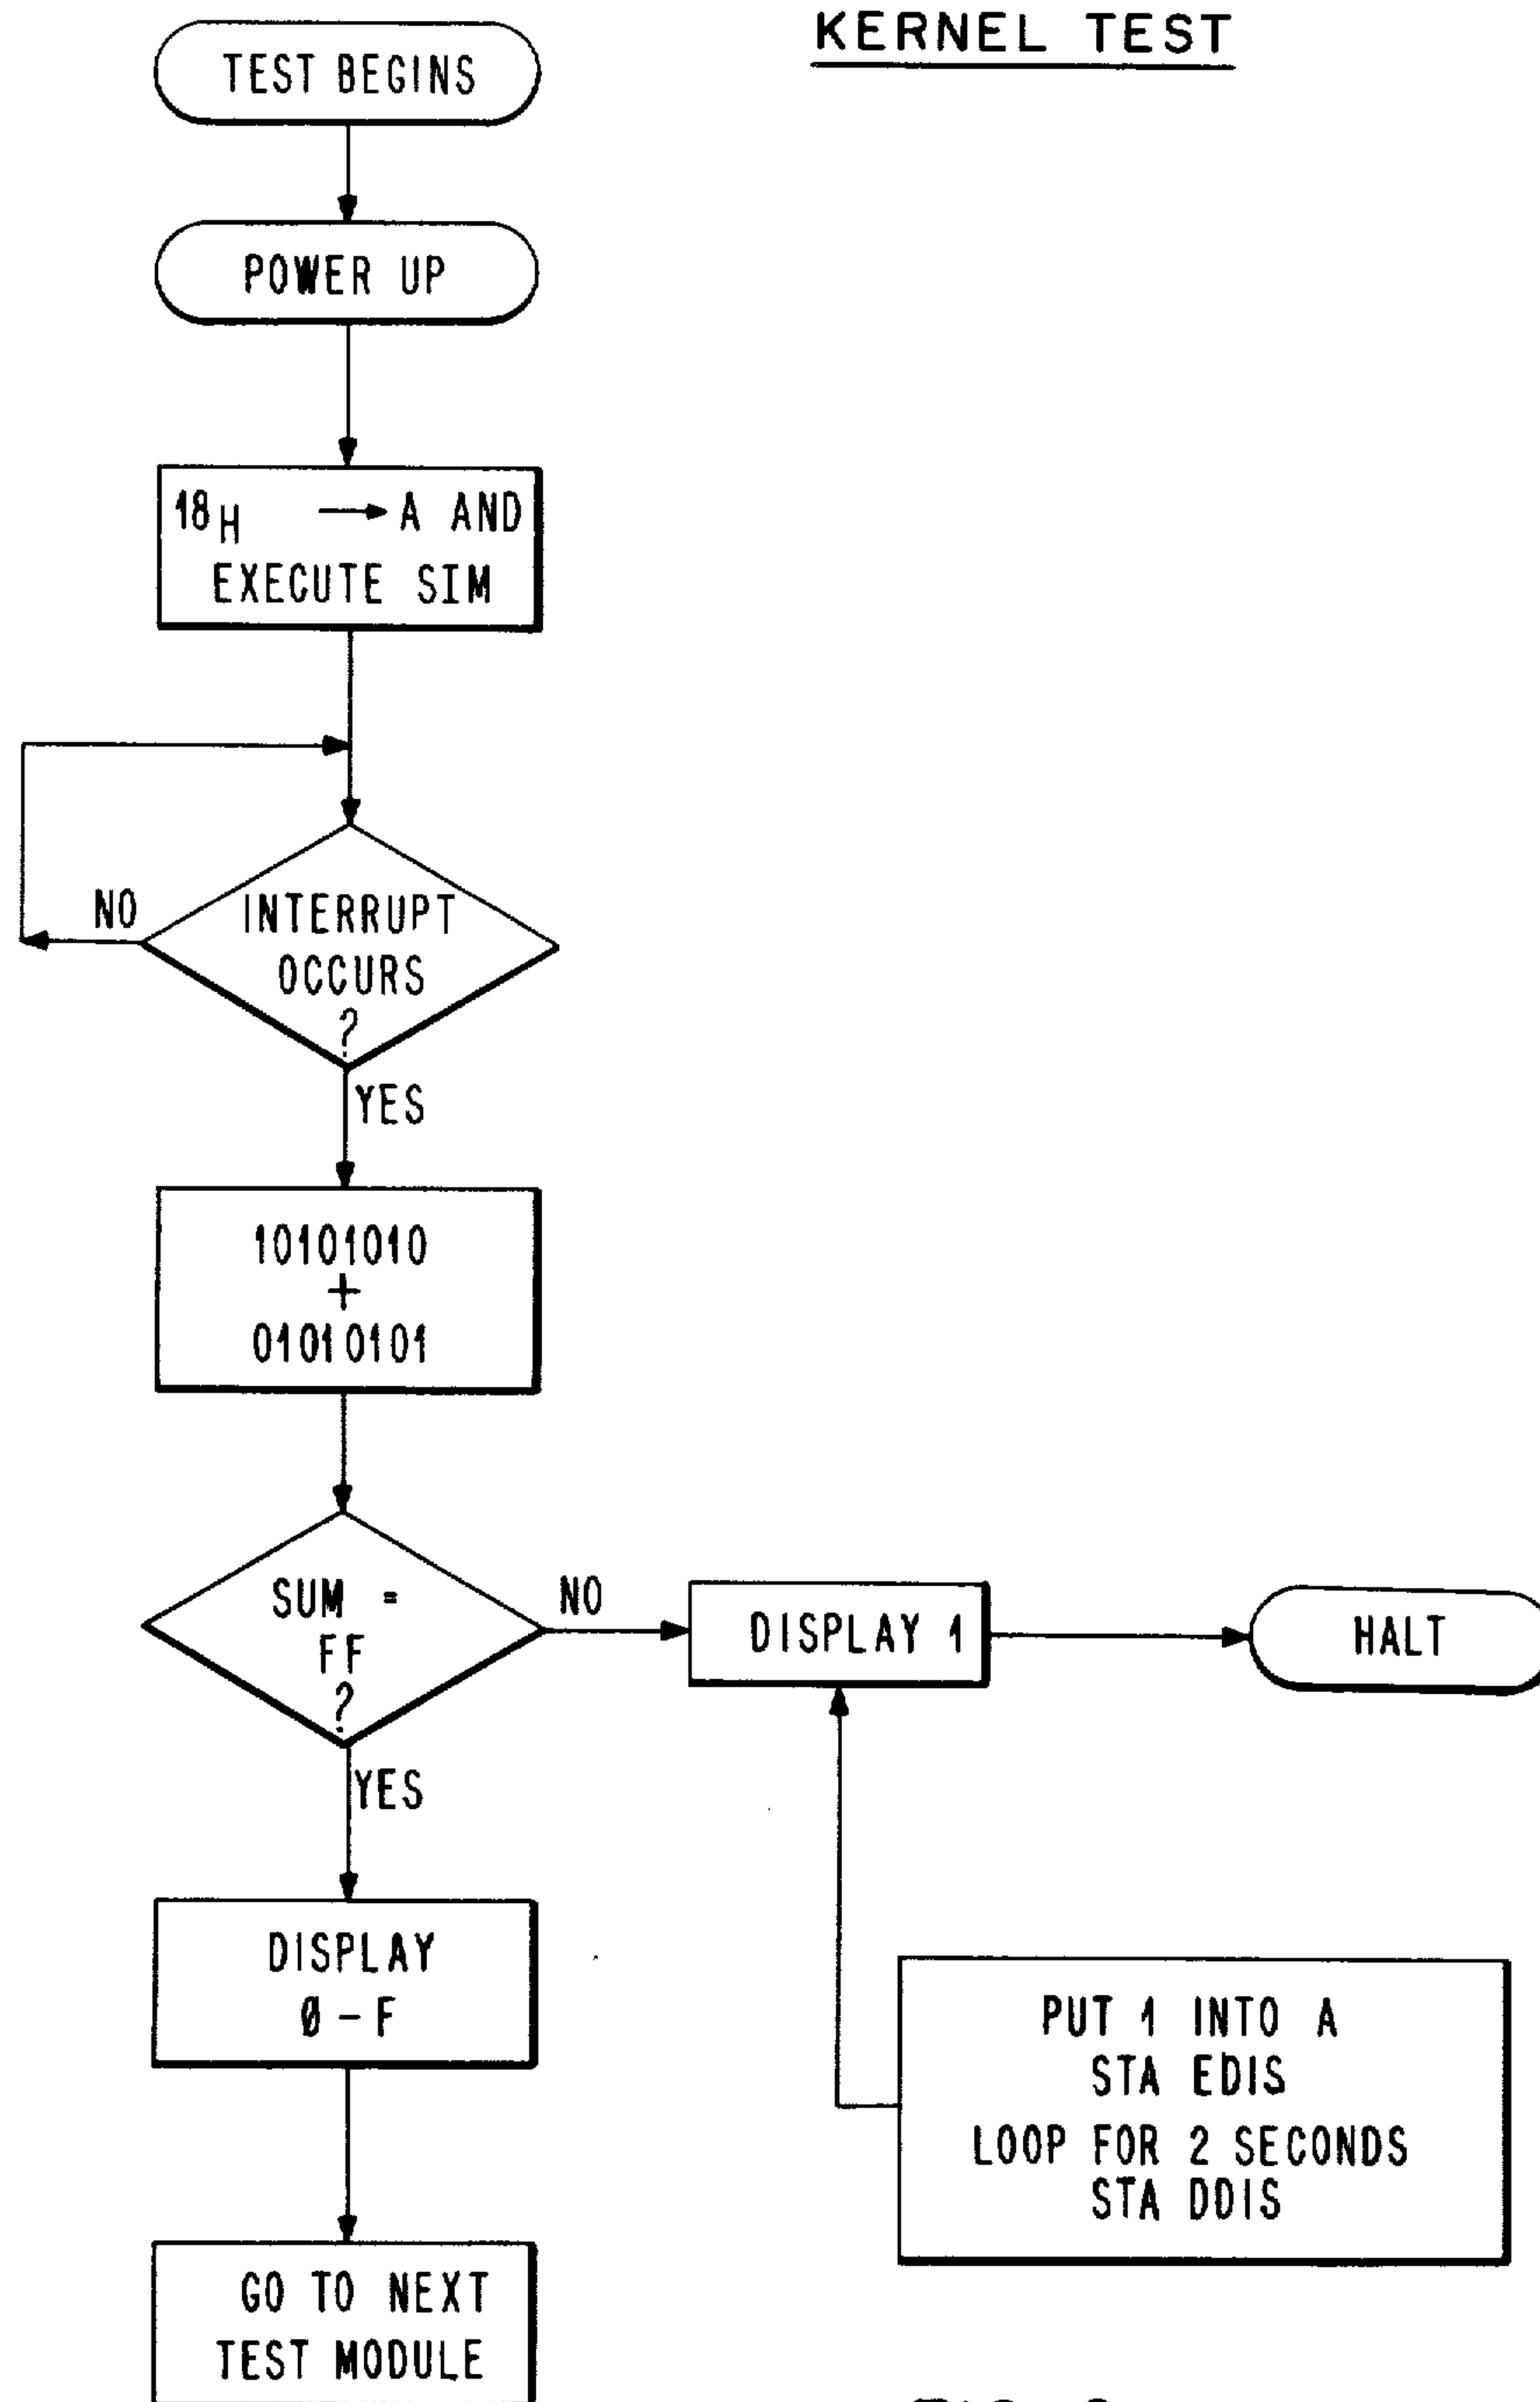 KERNEL TEST
TEST BEGINS
POWER UP
18H → A AND
EXECUTE SIM
NO
INTERRUPT
OCCURS
?
YES
10101010
+
01010101
SUM =
FF
?
NO
DISPLAY 1
HALT
YES
DISPLAY
Ø - F
PUT 1 INTO A
STA EDIS
LOOP FOR 2 SECONDS
STA DDIS
GO TO NEXT
TEST MODULE